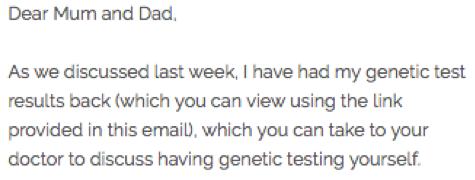 Dear Mum and Dad,
As we discussed last week, I have had my genetic test
results back (which you can view using the link
provided in this email), which you can take to your
doctor to discuss having genetic testing yourself.